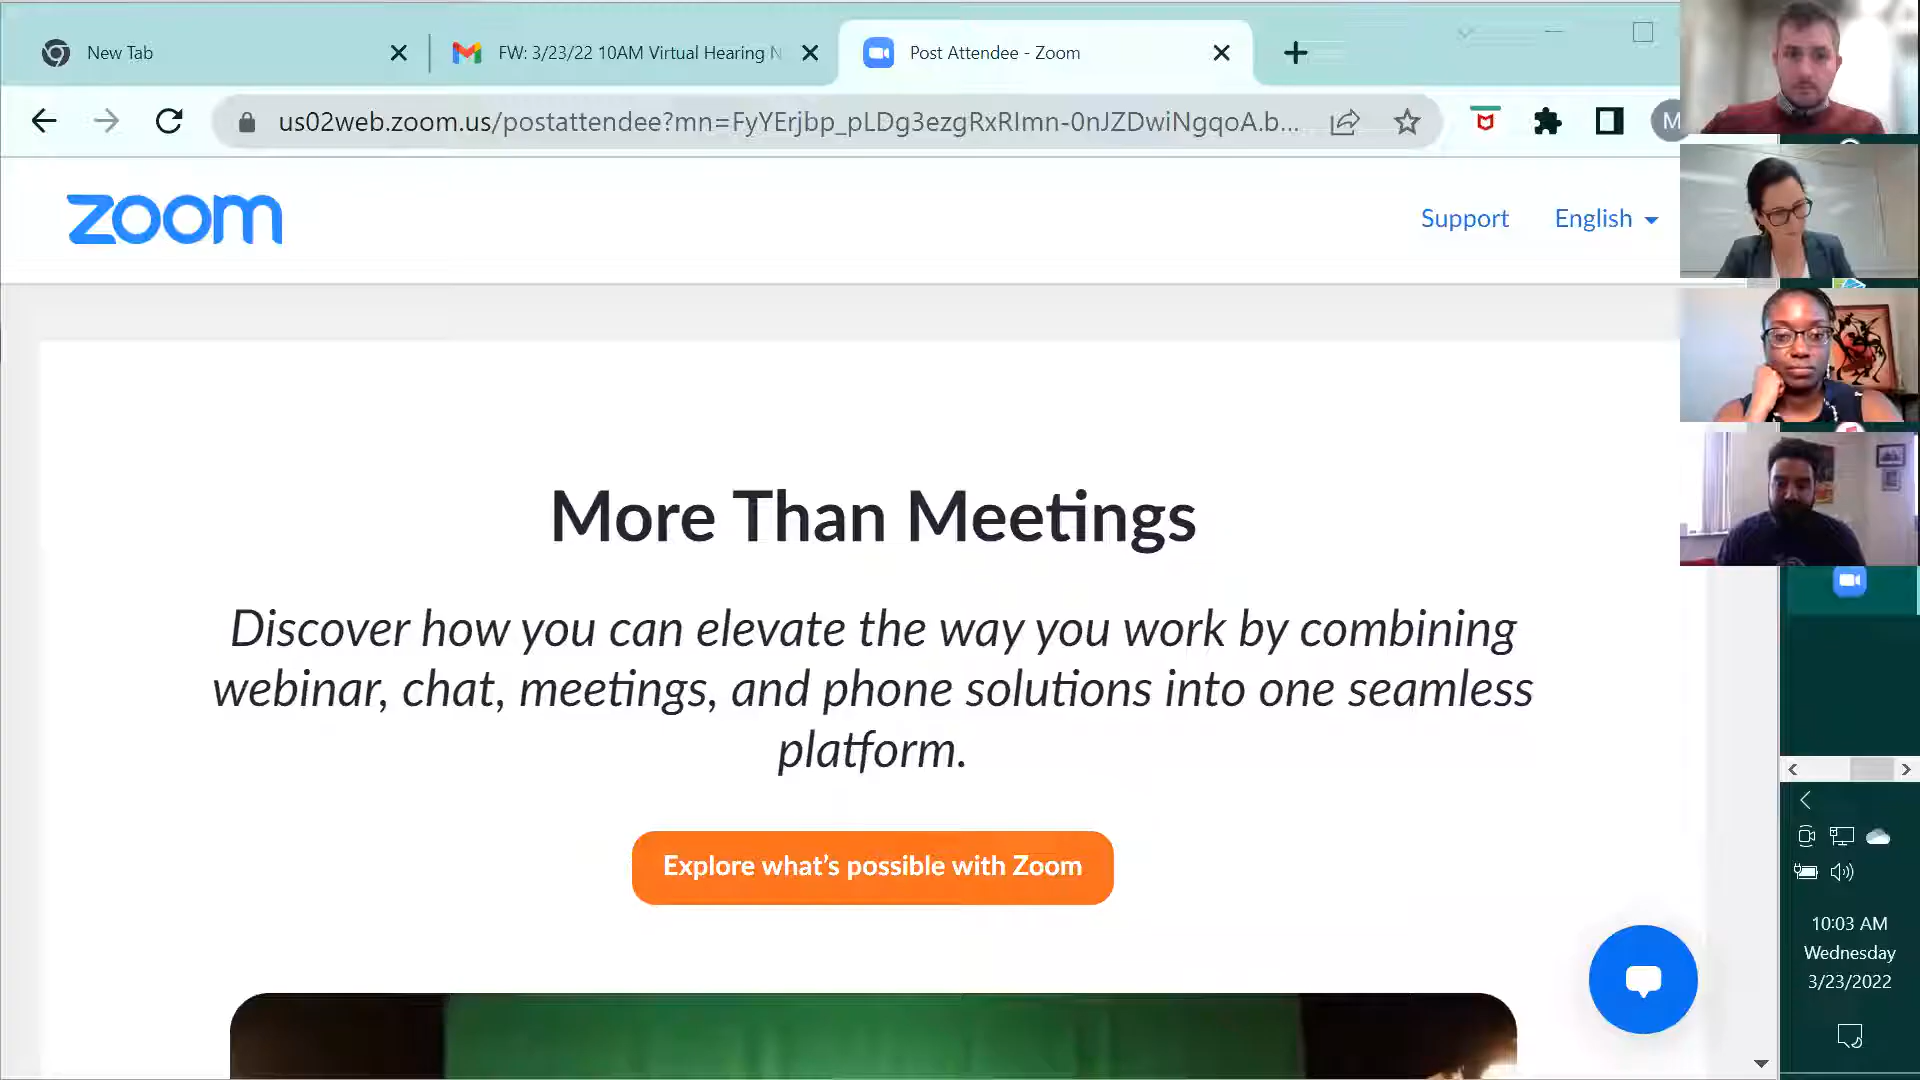 New Tab
FW: 3/23/22 10AM Virtual Hearing N
Post Attendee - Zoom
us02web.zoom.us/postattendee?mn=FyYErjbp_pLDg3ezgRxRImn-0nJZDwiNgqoA.b...
M
zoom
Support
English
More Than Meetings
Discover how you can elevate the way you work by combining
webinar, chat, meetings, and phone solutions into one seamless
platform.
Explore what's possible with Zoom
10:03 AM
Wednesday
3/23/2022